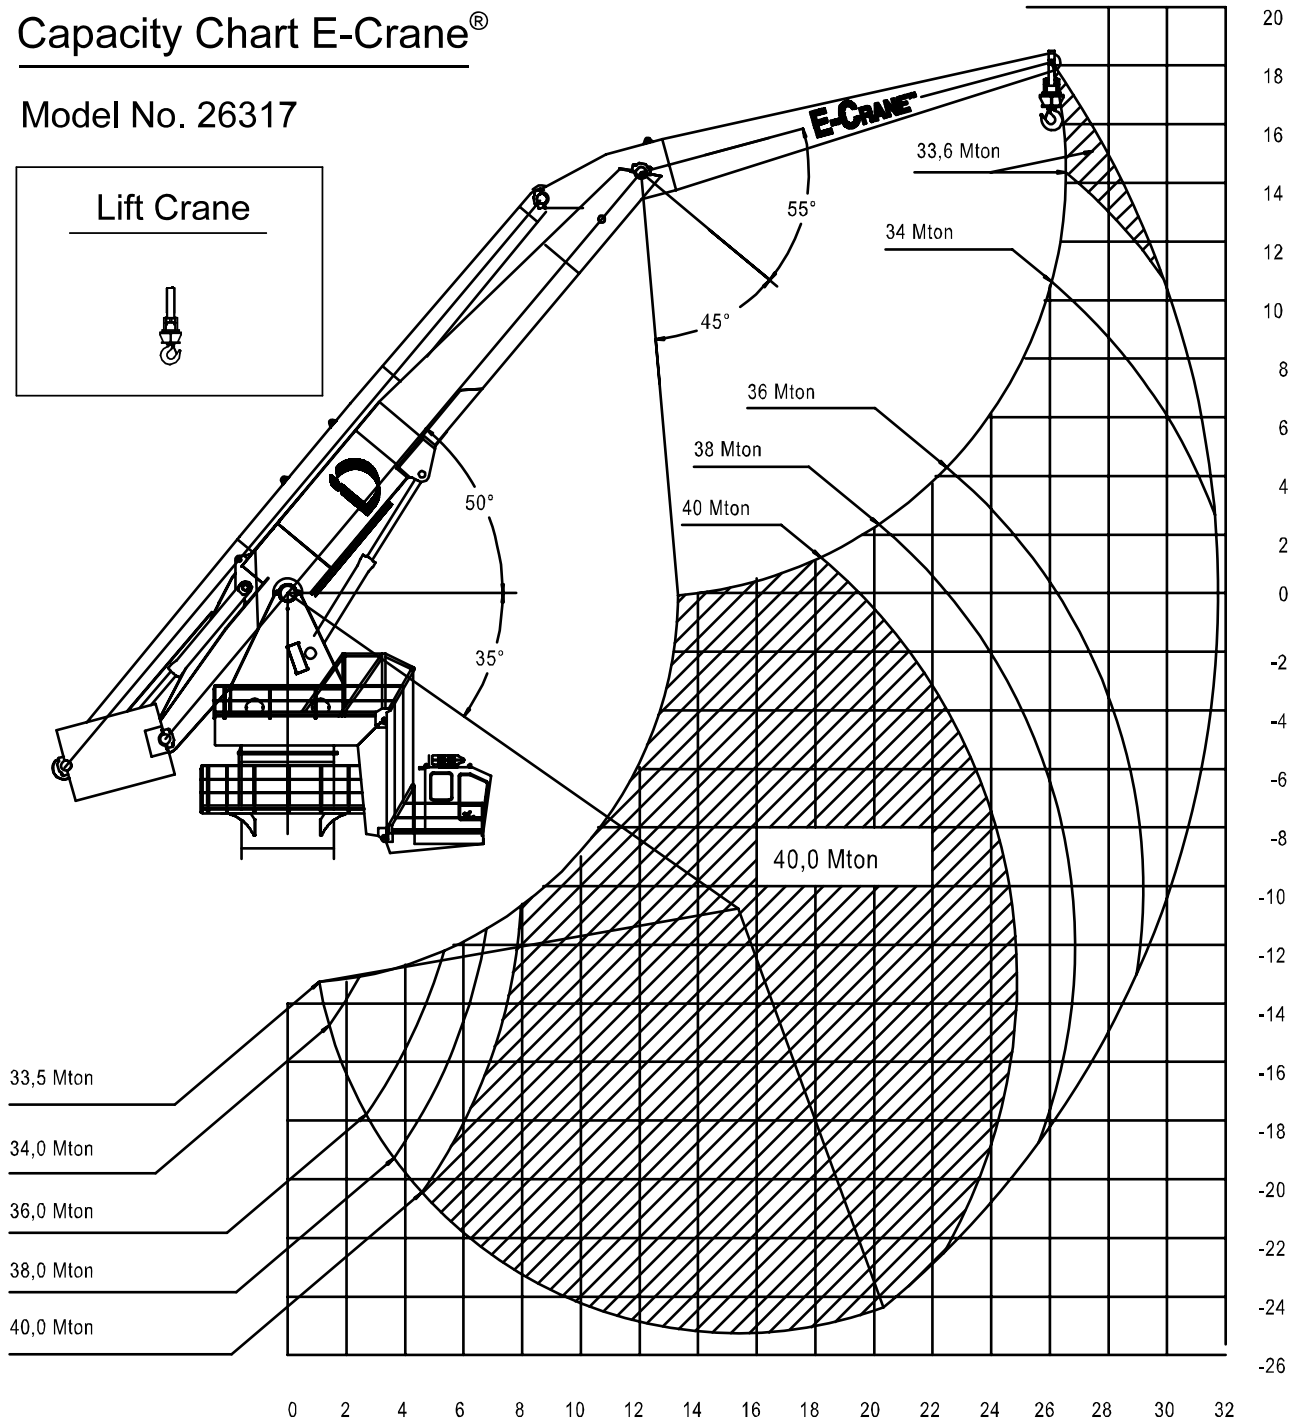 Capacity Chart E-Crane®
Model No. 26317
Lift Crane
E-CRANE™
D
33,6 Mton
34 Mton
36 Mton
38 Mton
40 Mton
55°
45°
50°
35°
40,0 Mton
33,5 Mton
34,0 Mton
36,0 Mton
38,0 Mton
40,0 Mton
20
18
16
14
12
10
8
6
4
2
0
-2
-4
-6
-8
-10
-12
-14
-16
-18
-20
-22
-24
-26
0 2 4 6 8 10 12 14 16 18 20 22 24 26 28 30 32